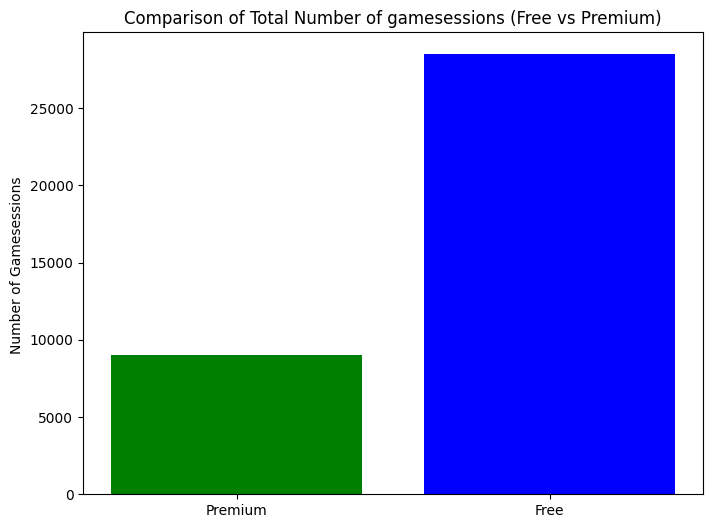 Comparison of Total Number of gamesessions (Free vs Premium)
Number of Gamesessions
25000
20000
15000
10000
5000
0
Premium
Free